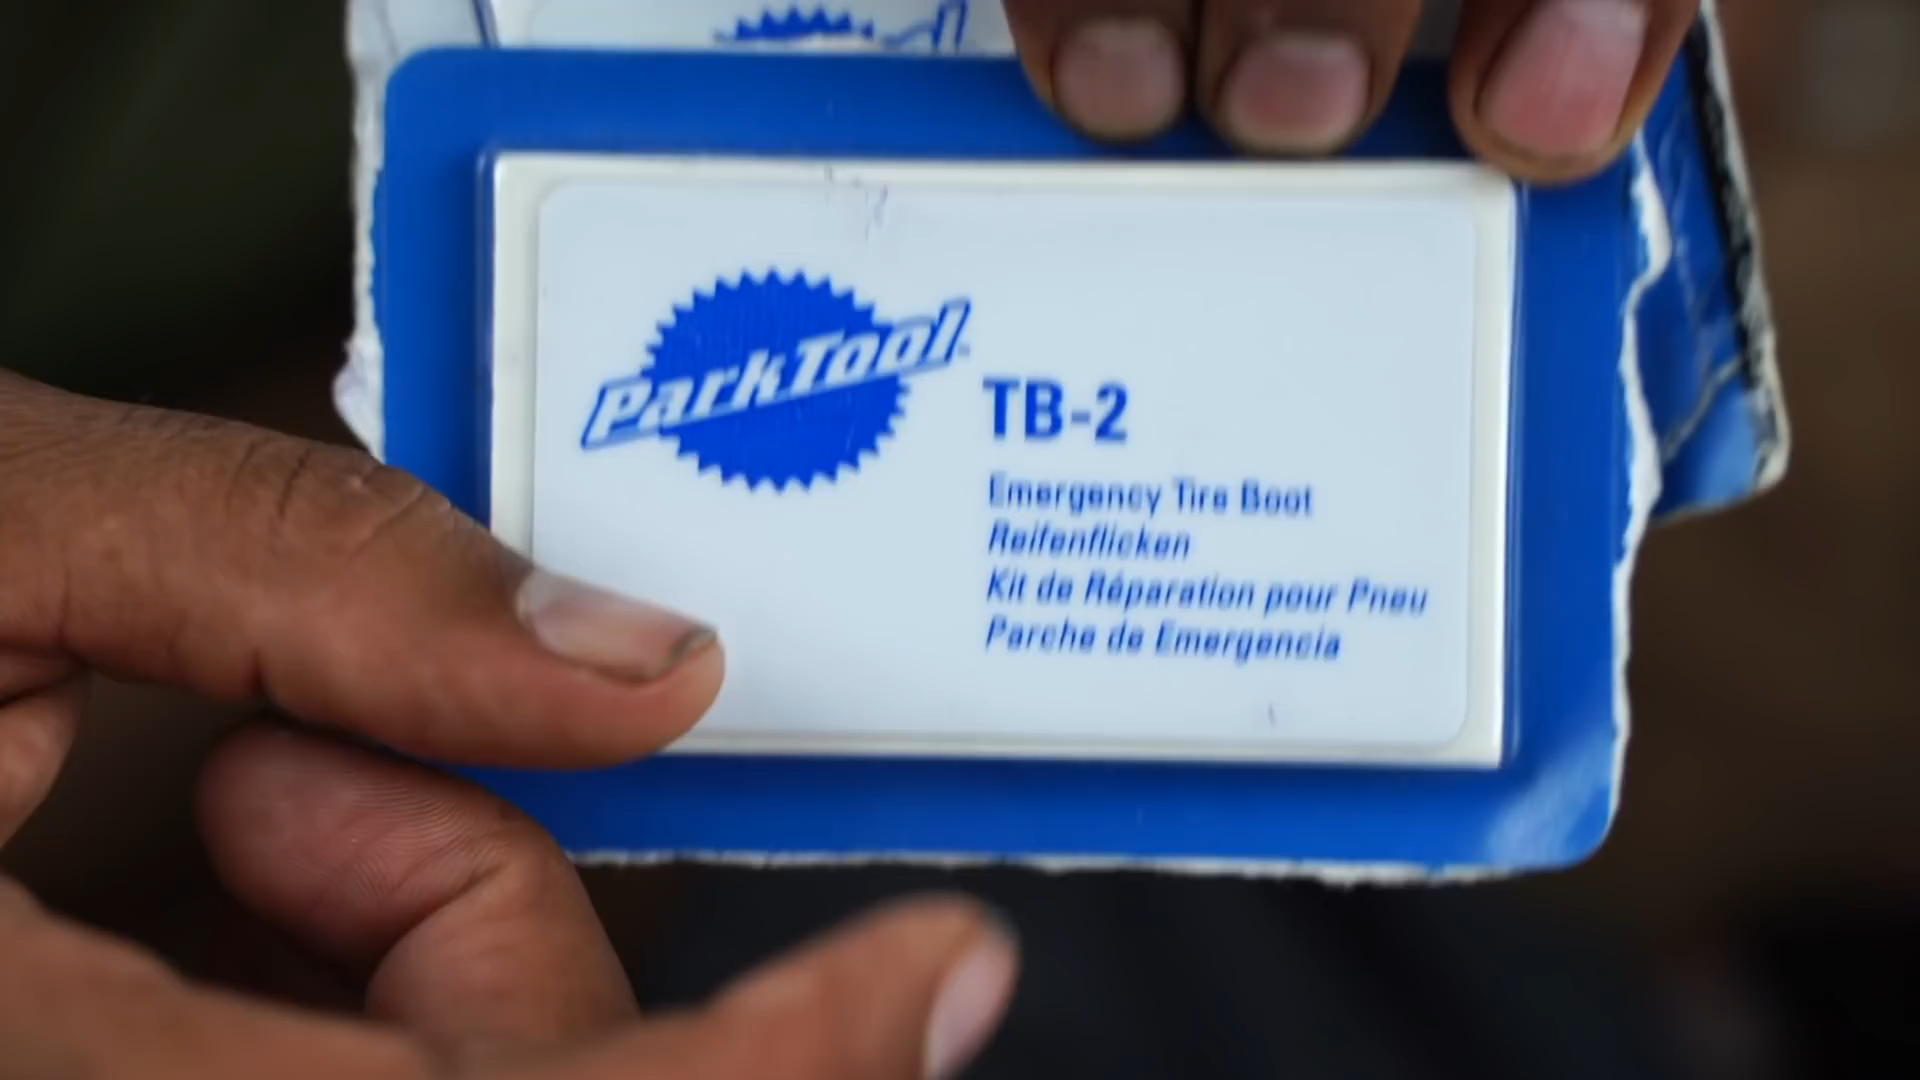 ParkTool
TB-2
Emergency Tire Boot
Reifenflicken
Kit de Réparation pour Pneu
Parche de Emergencia